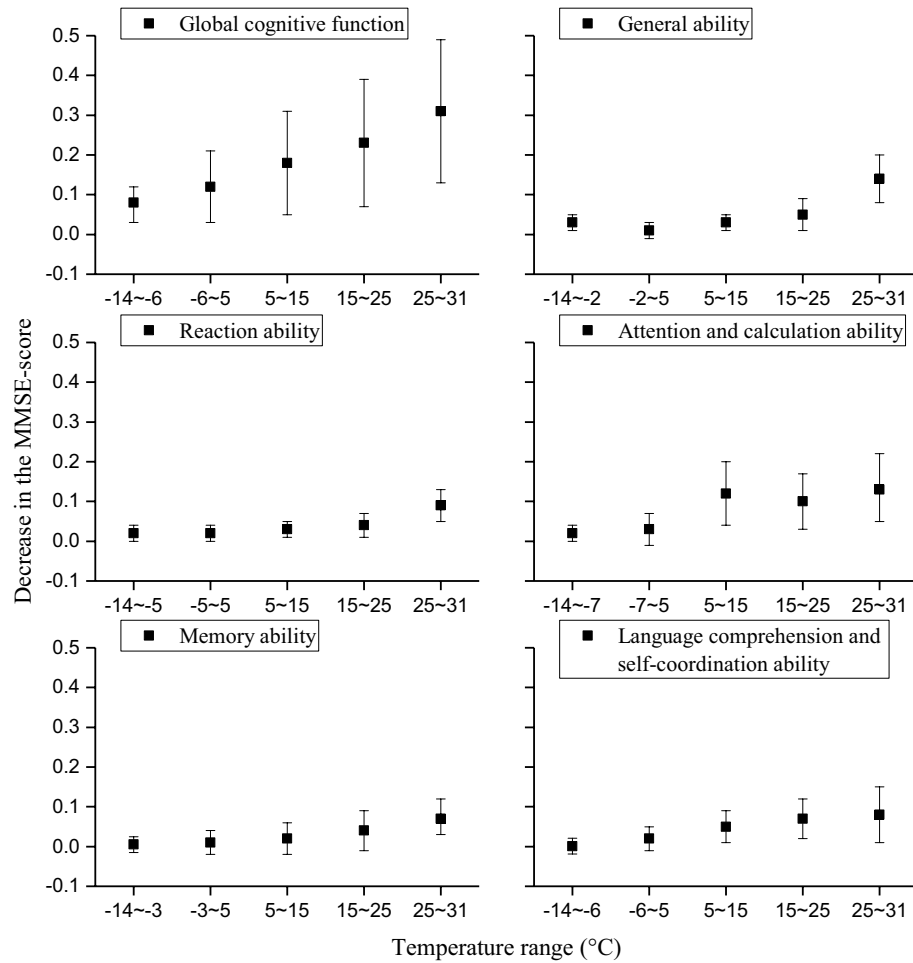 Global cognitive function
0.5
0.4
0.3
0.2
0.1
0.0
-0.1
-14~-6 -6~5 5~15 15~25 25~31
General ability
-14~-2 -2~5 5~15 15~25 25~31
Decrease in the MMSE-score
Reaction ability
0.5
0.4
0.3
0.2
0.1
0.0
-0.1
-14~-5 -5~5 5~15 15~25 25~31
Attention and calculation ability
-14~-7 -7~5 5~15 15~25 25~31
Memory ability
0.5
0.4
0.3
0.2
0.1
0.0
-0.1
-14~-3 -3~5 5~15 15~25 25~31
Language comprehension and
self-coordination ability
-14~-6 -6~5 5~15 15~25 25~31
Temperature range (°C)